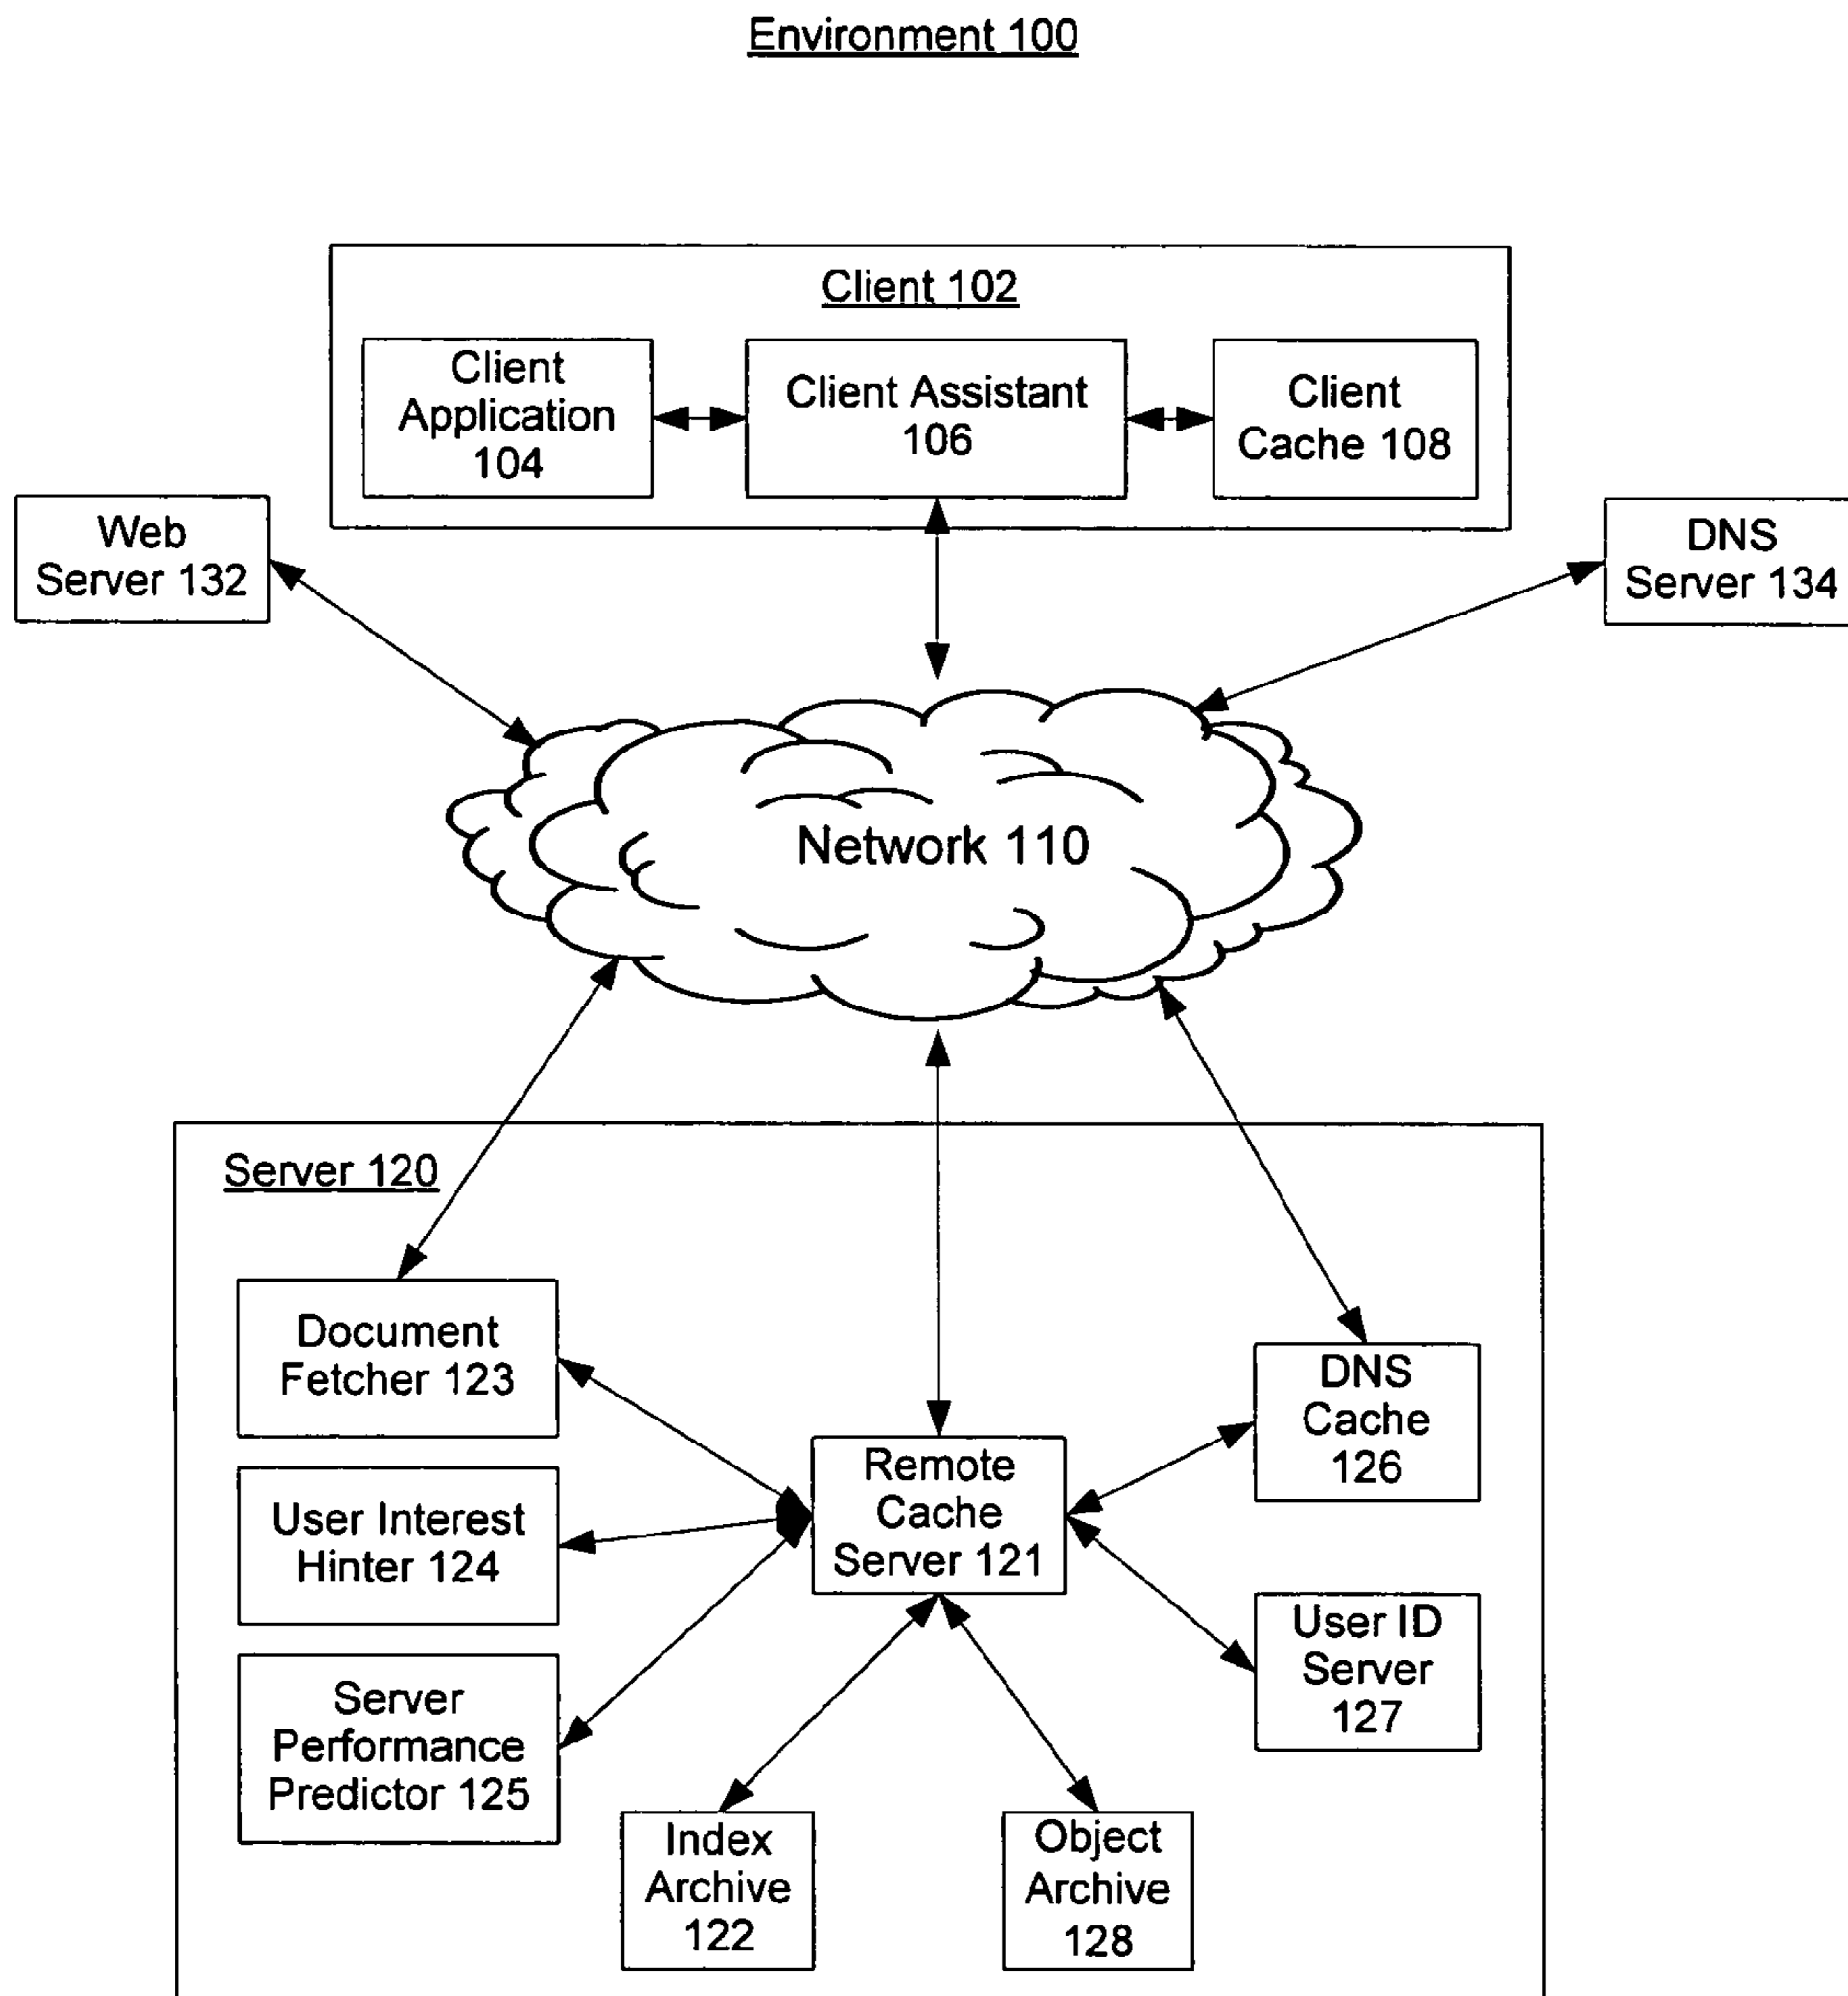 Environment 100
Client 102
Client
Application
104
Client Assistant
106
Client
Cache 108
Web
Server 132
DNS
Server 134
Network 110
Server 120
Document
Fetcher 123
User Interest
Hinter 124
Server
Performance
Predictor 125
Remote
Cache
Server 121
DNS
Cache
126
User ID
Server
127
Index
Archive
122
Object
Archive
128